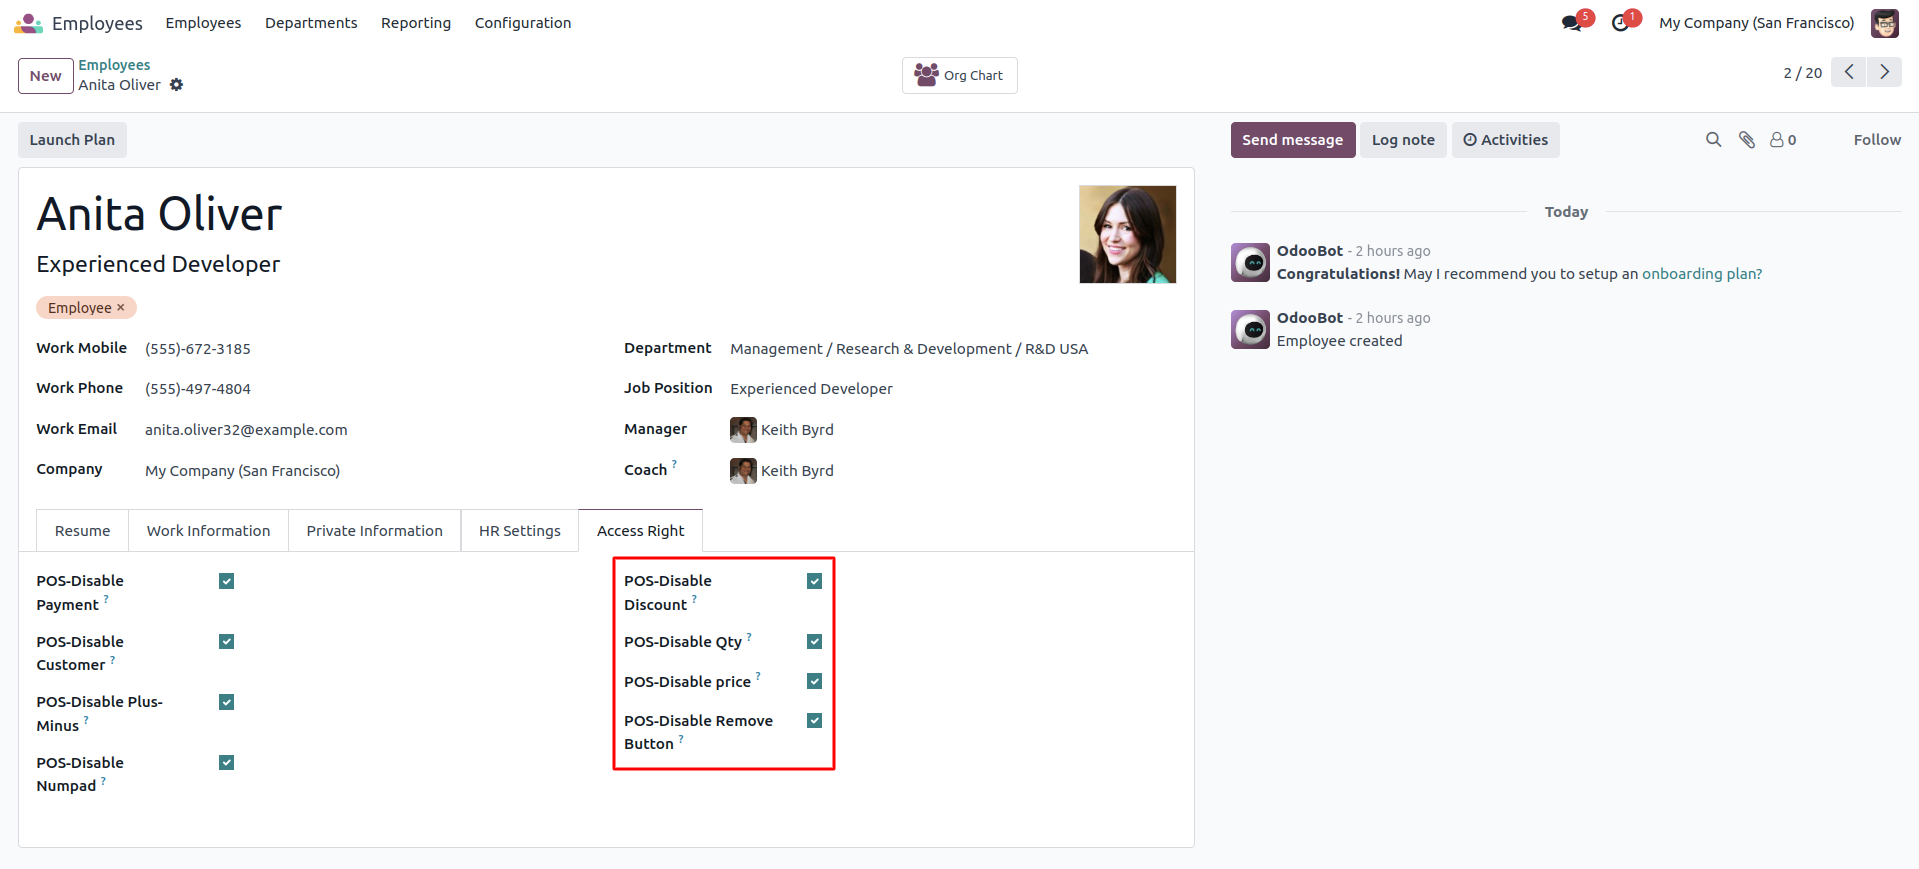 Employees Employees Departments Reporting Configuration 5 1 My Company (San Francisco)
New Employees
Anita Oliver
Org Chart
2 / 20
Launch Plan
Send message Log note Activities 0 Follow
Anita Oliver
Experienced Developer
Employee ×
Work Mobile (555)-672-3185
Work Phone (555)-497-4804
Work Email anita.oliver32@example.com
Company My Company (San Francisco)
Department Management / Research & Development / R&D USA
Job Position Experienced Developer
Manager Keith Byrd
Coach ? Keith Byrd
Resume Work Information Private Information HR Settings Access Right
POS-Disable
Payment ?
POS-Disable
Customer ?
POS-Disable Plus-
Minus ?
POS-Disable
Numpad ?
POS-Disable
Discount ?
POS-Disable Qty ?
POS-Disable price ?
POS-Disable Remove
Button ?
Today
OdooBot - 2 hours ago
Congratulations! May I recommend you to setup an onboarding plan?
OdooBot - 2 hours ago
Employee created